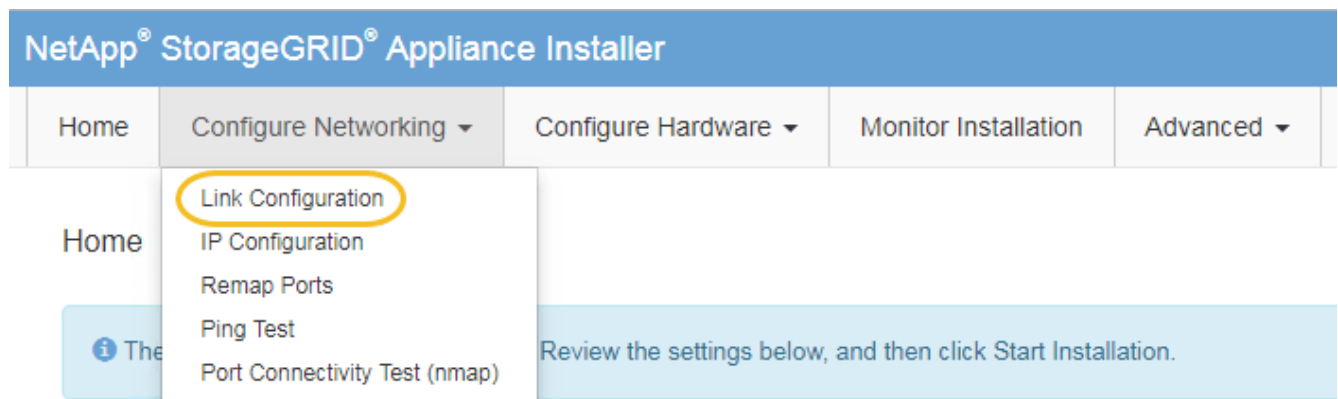 NetApp® StorageGRID® Appliance Installer
Home Configure Networking Configure Hardware Monitor Installation Advanced
Link Configuration
Home
IP Configuration
Remap Ports
Ping Test
The Review the settings below, and then click Start Installation.
Port Connectivity Test (nmap)